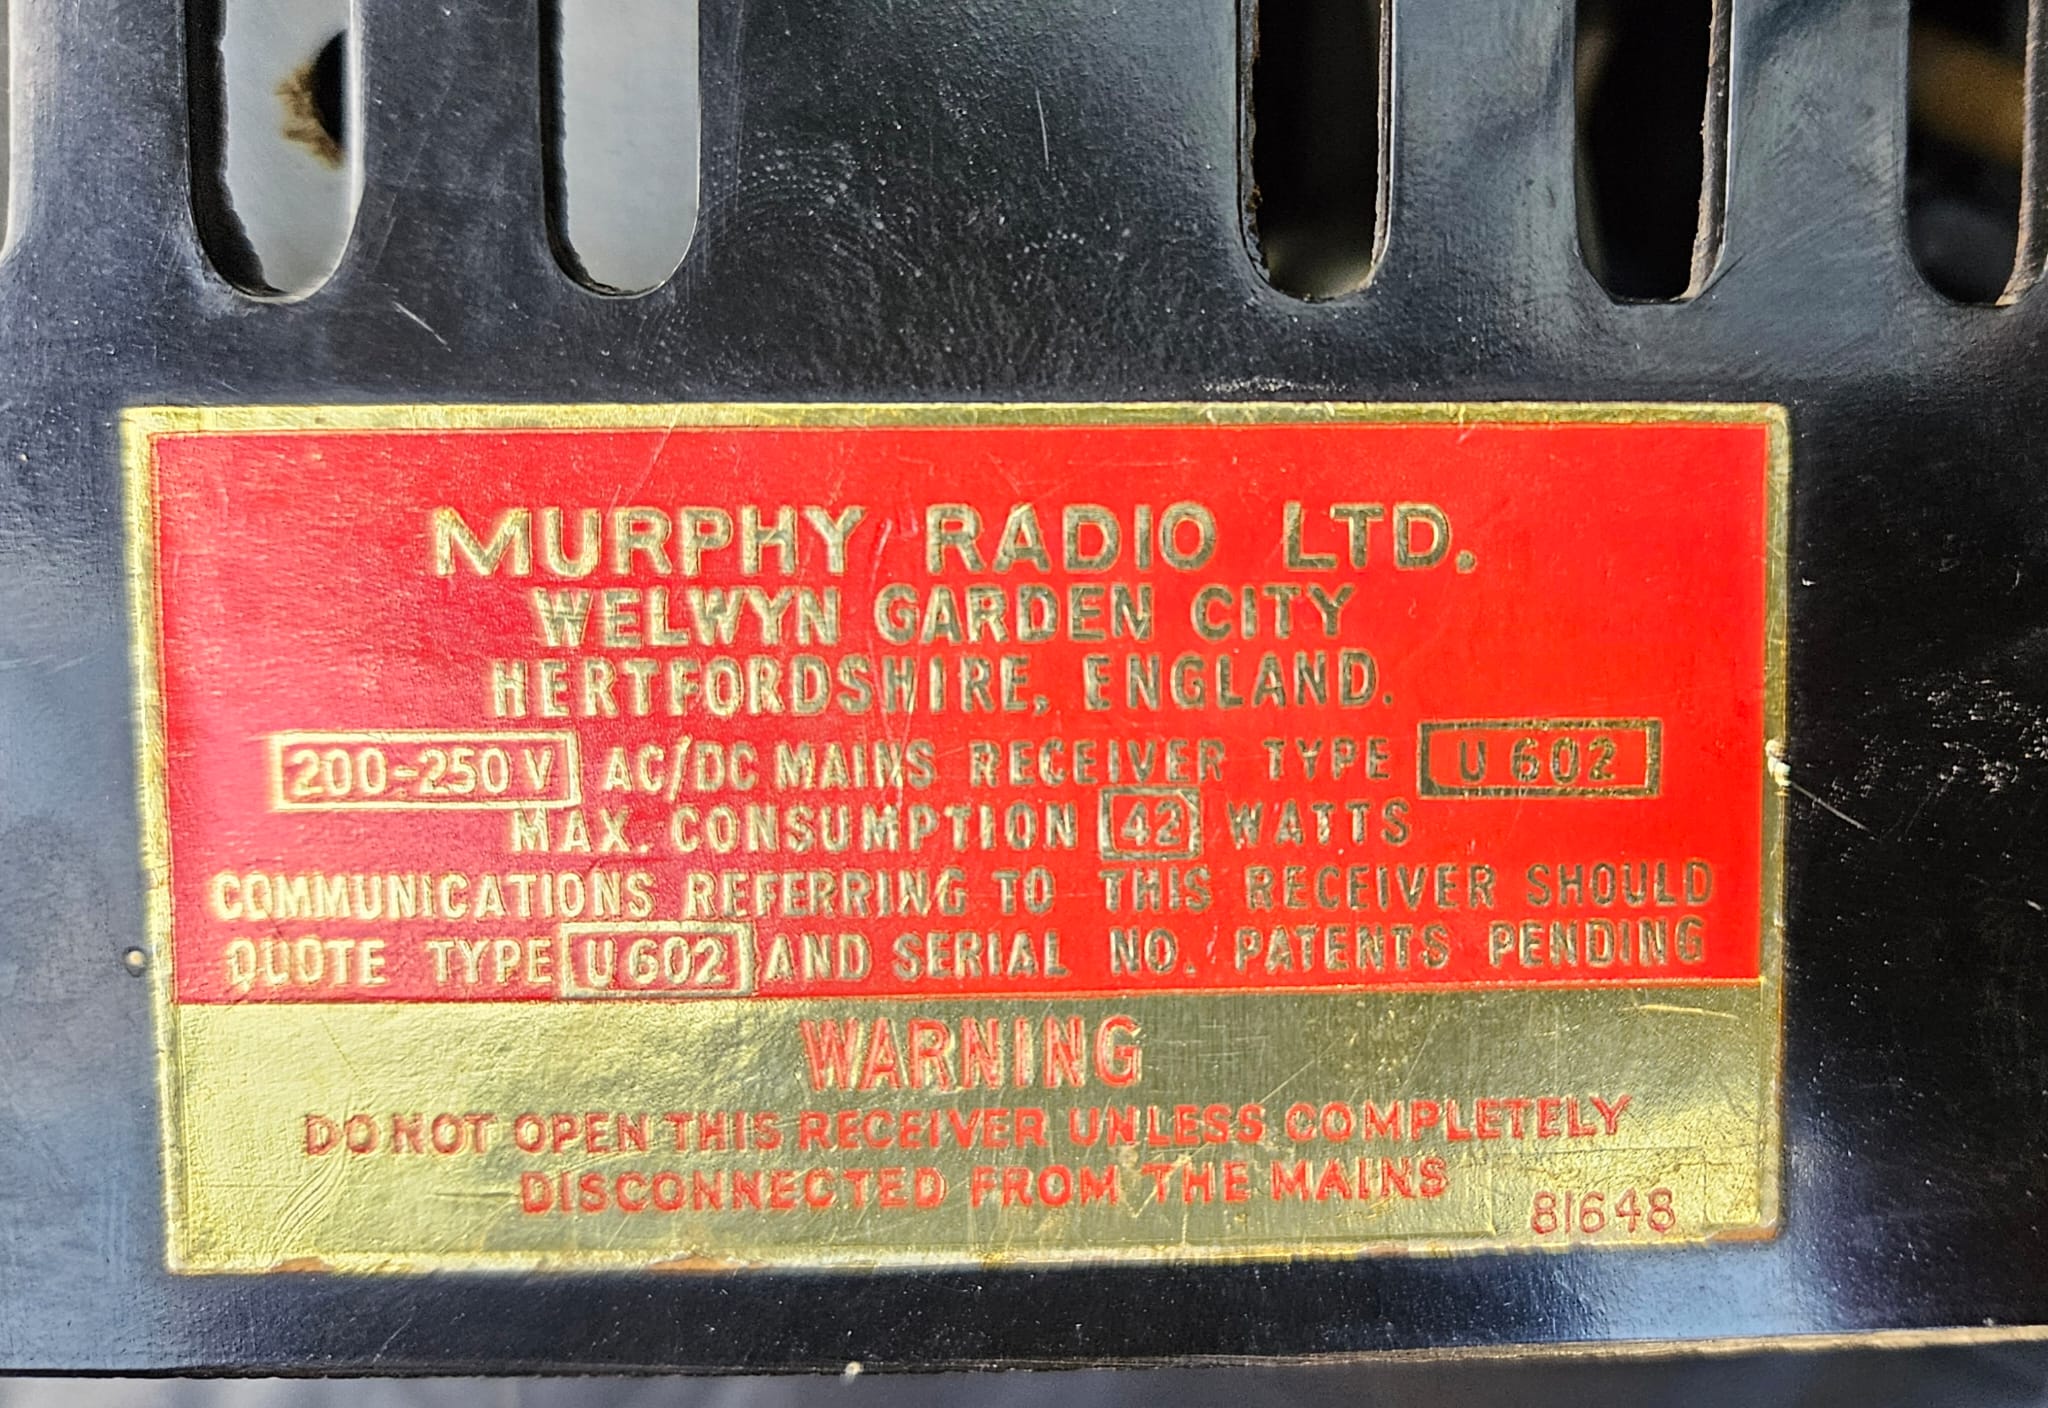 MURPHY RADIO LTD.
WELWYN GARDEN CITY
HERTFORDSHIRE, ENGLAND.
200-250 V AC/DC MAINS RECEIVER TYPE U 602
MAX. CONSUMPTION 42 WATTS
COMMUNICATIONS REFERRING TO THIS RECEIVER SHOULD
QUOTE TYPE U 602 AND SERIAL NO. PATENTS PENDING
WARNING
DO NOT OPEN THIS RECEIVER UNLESS COMPLETELY
DISCONNECTED FROM THE MAINS
81648